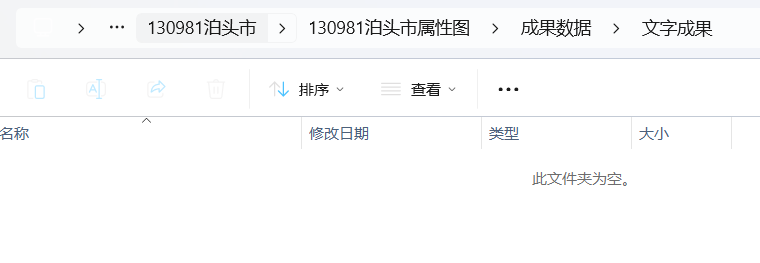 130981泊头市 130981泊头市属性图 成果数据 文字成果
排序 查看
名称 修改日期 类型 大小
此文件夹为空。